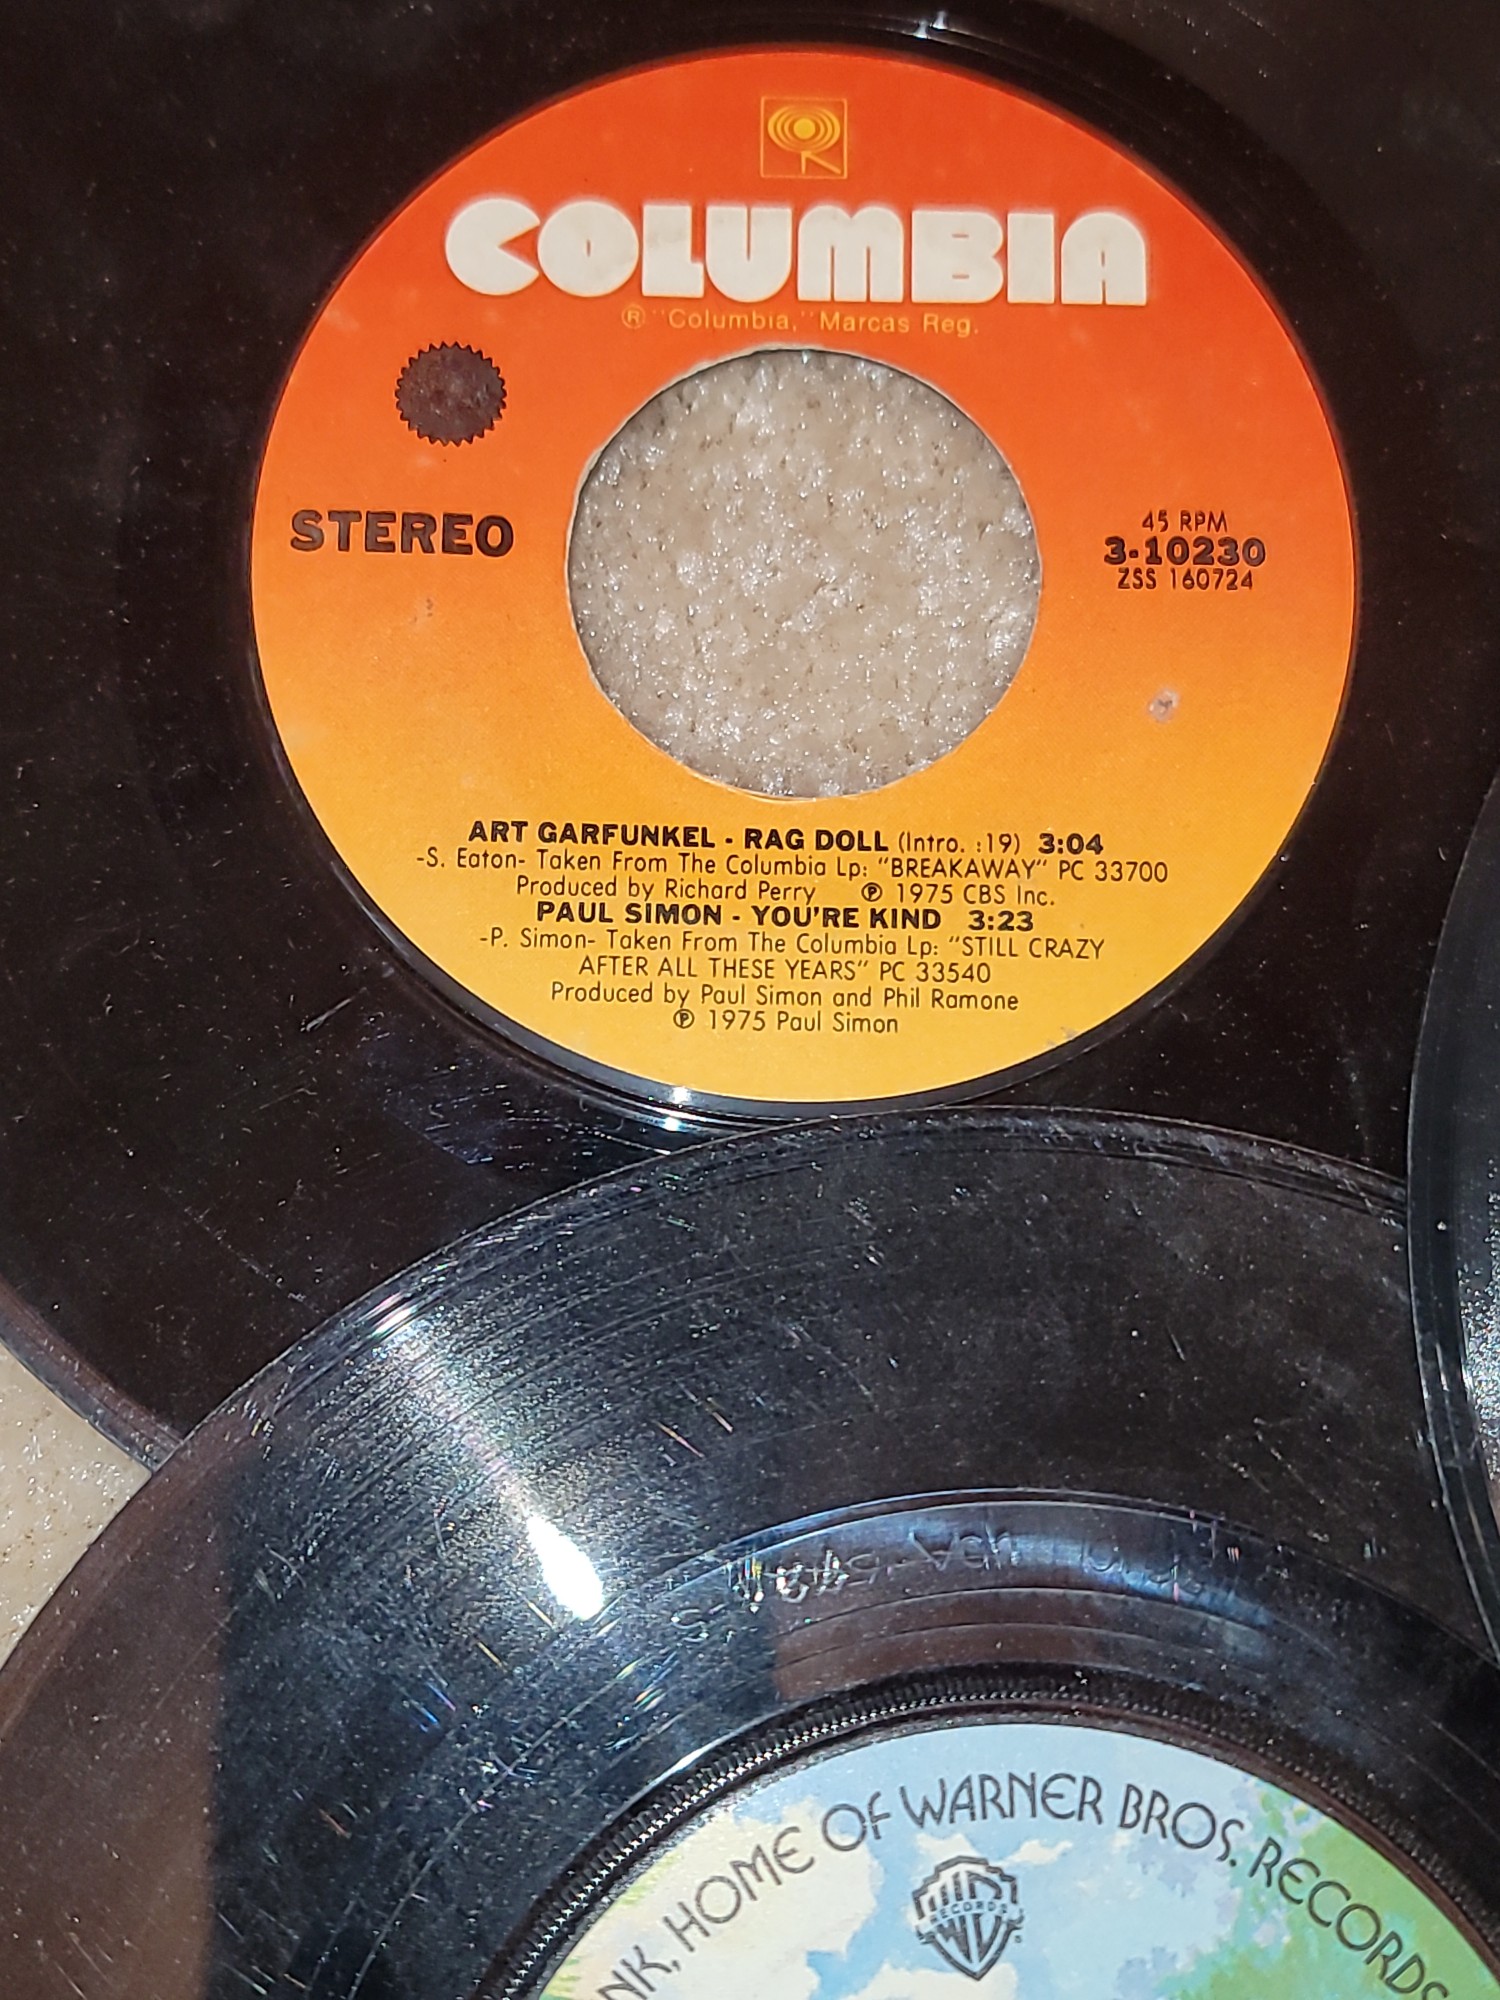 COLUMBIA
® "Columbia," Marcas Reg.
STEREO
45 RPM
3-10230
ZSS 160724
ART GARFUNKEL - RAG DOLL (Intro. :19) 3:04
-S. Eaton- Taken From The Columbia Lp: "BREAKAWAY" PC 33700
Produced by Richard Perry ℗ 1975 CBS Inc.
PAUL SIMON - YOU'RE KIND 3:23
-P. Simon- Taken From The Columbia Lp: "STILL CRAZY
AFTER ALL THESE YEARS" PC 33540
Produced by Paul Simon and Phil Ramone
℗ 1975 Paul Simon
HOME OF WARNER BROS. RECORDS
RECORDS